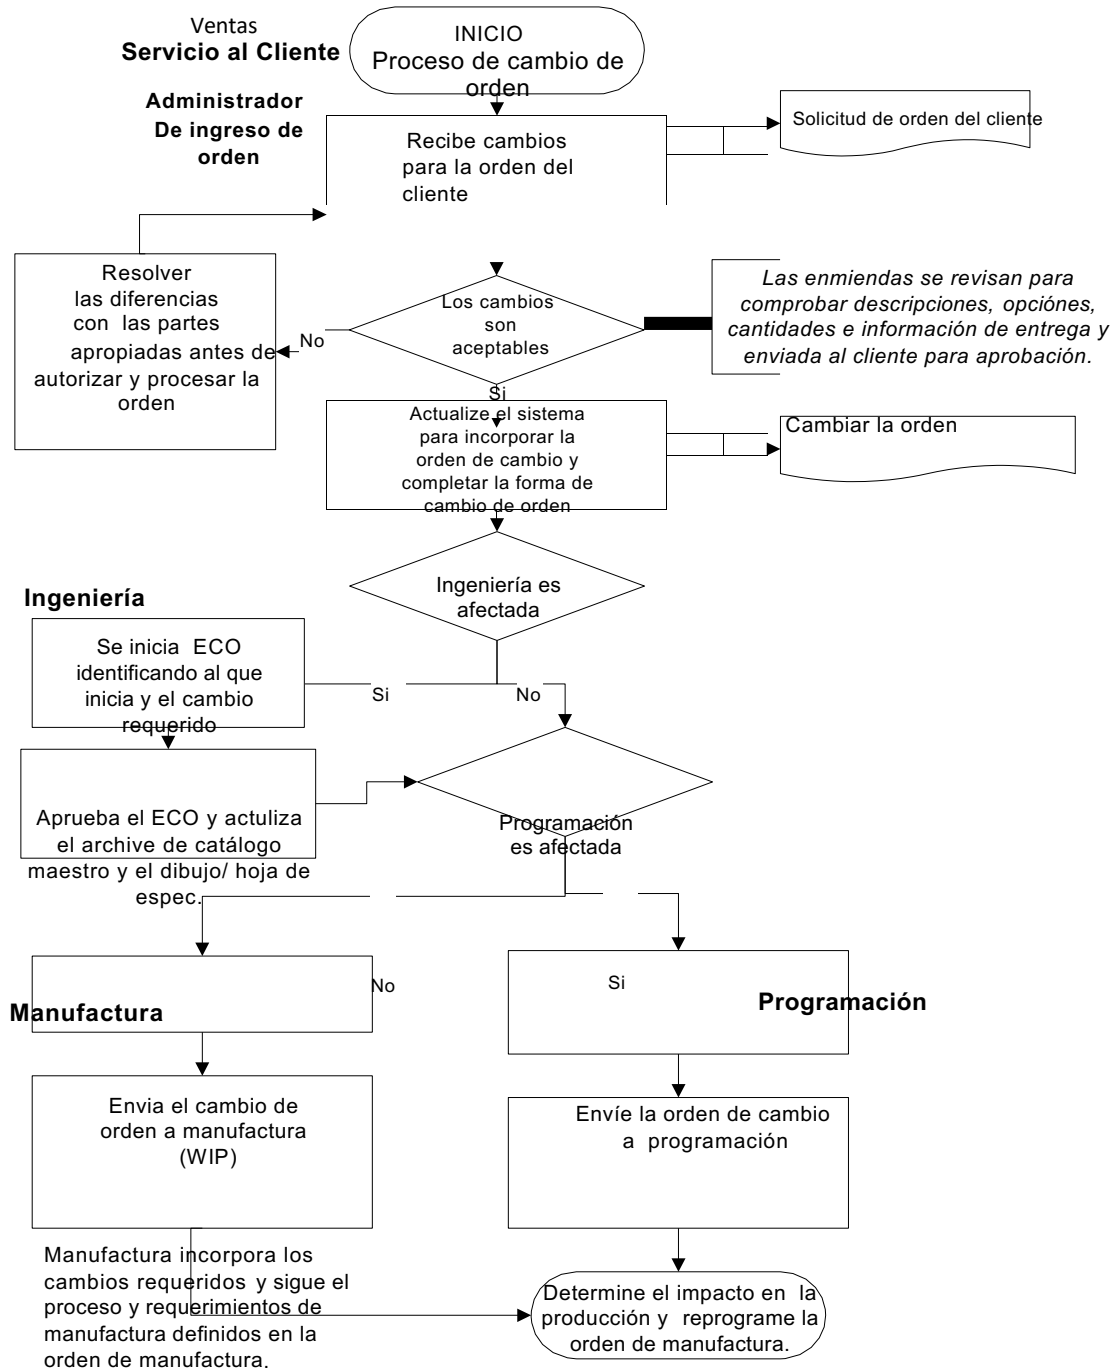 Ventas
Servicio al Cliente
INICIO
Proceso de cambio de
orden
Administrador
De ingreso de
orden
Recibe cambios
para la orden del
cliente
Solicitud de orden del cliente
Resolver
las diferencias
con las partes
apropiadas antes de
autorizar y procesar la
orden
No
Los cambios
son
aceptables
Las enmiendas se revisan para
comprobar descripciones, opciónes,
cantidades e información de entrega y
enviada al cliente para aprobación.
Si
Actualize el sistema
para incorporar la
orden de cambio y
completar la forma de
cambio de orden
Cambiar la orden
Ingeniería es
afectada
Ingeniería
Se inicia ECO
identificando al que
inicia y el cambio
requerido
Si
No
Aprueba el ECO y actuliza
el archive de catálogo
maestro y el dibujo/ hoja de
espec.
Programación
es afectada
No
Si
Manufactura
Programación
Envia el cambio de
orden a manufactura
(WIP)
Envíe la orden de cambio
a programación
Manufactura incorpora los
cambios requeridos y sigue el
proceso y requerimientos de
manufactura definidos en la
orden de manufactura.
Determine el impacto en la
producción y reprograme la
orden de manufactura.